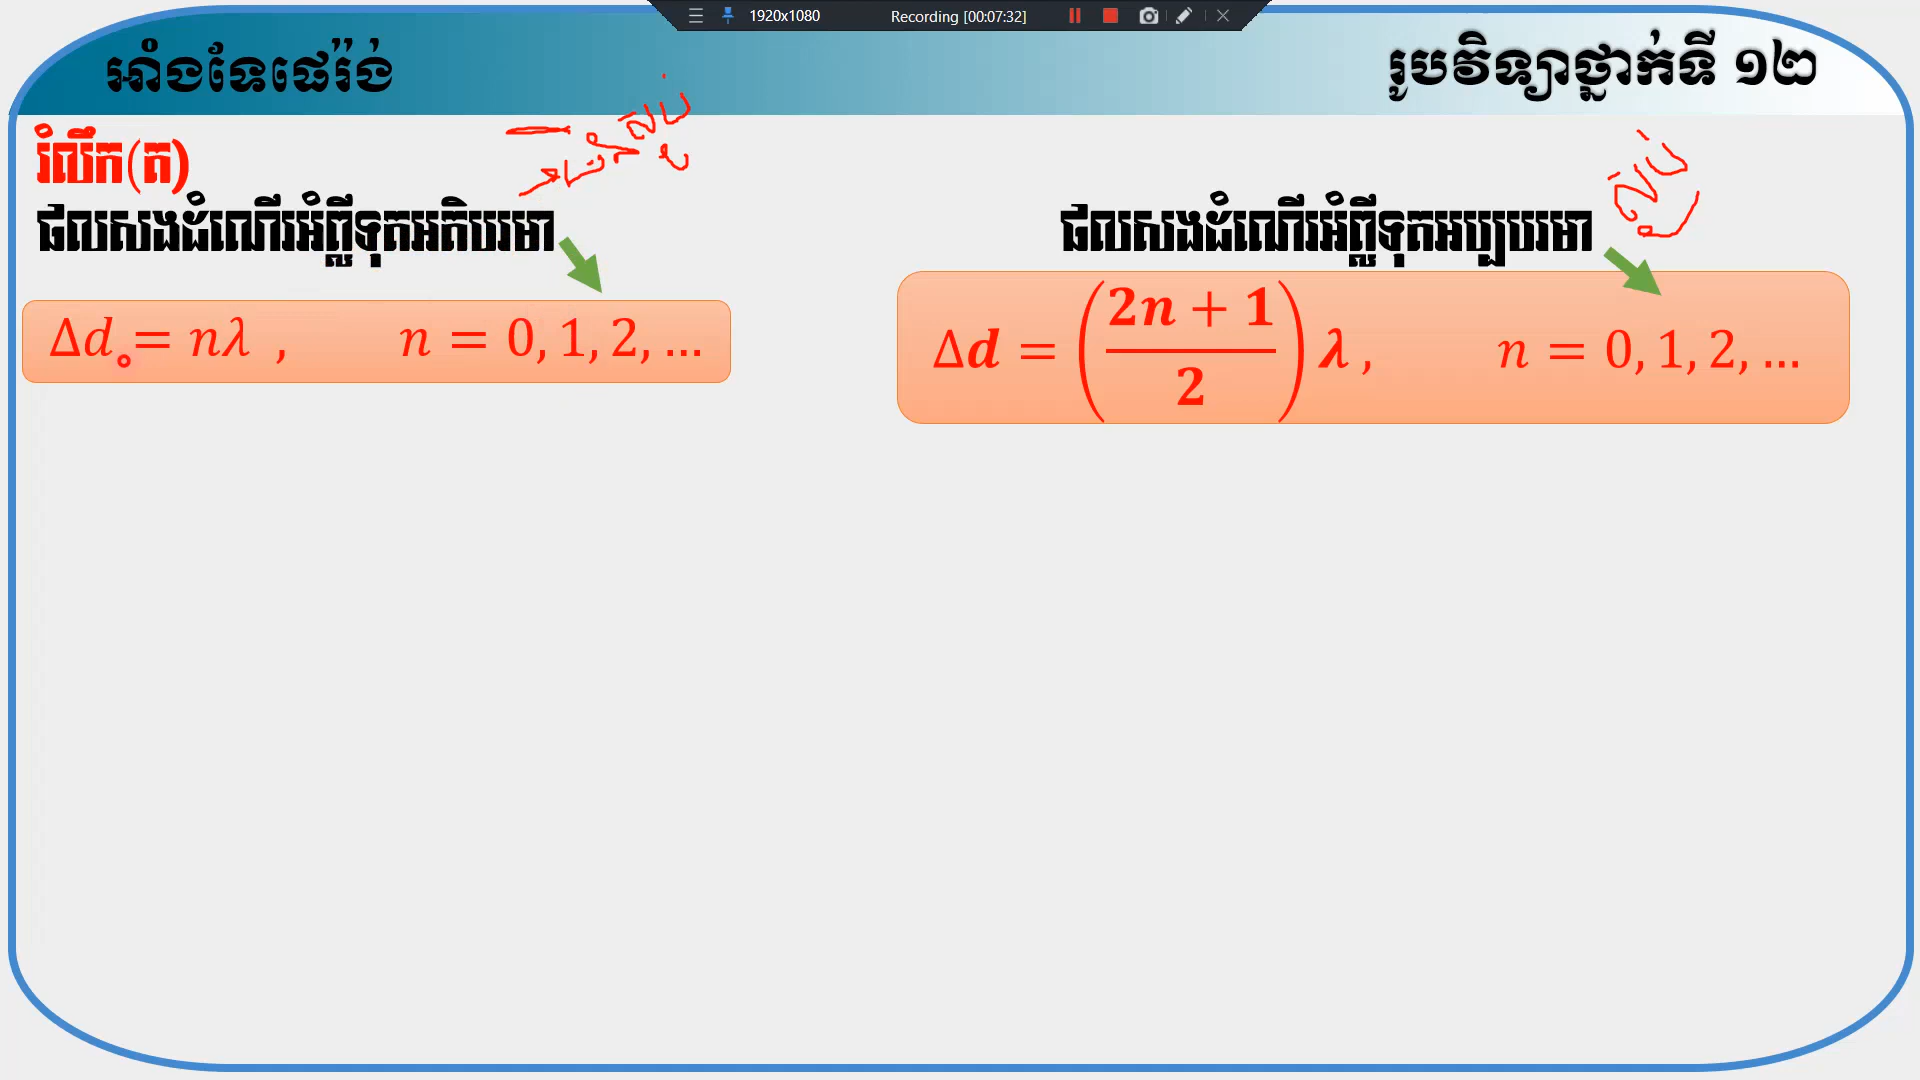 1920x1080 Recording [00:07:32]
អាំងទែផេរ៉ង់
រូបវិទ្យាថ្នាក់ទី ១២
រំលឹក(ត)
ផលសងដំណើរអំព្លីទុតអតិបរមា
Δd = nλ , n = 0, 1, 2, ...
ផលសងដំណើរអំព្លីទុតអប្បបរមា
Δd = ((2n + 1)/2) λ , n = 0, 1, 2, ...